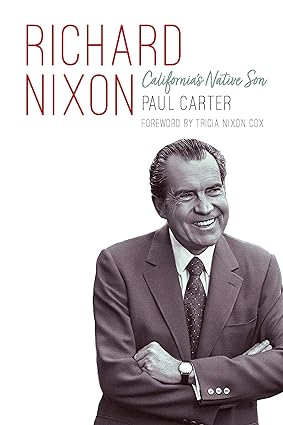 RICHARD
NIXON
California's Native Son
PAUL CARTER
FOREWORD BY TRICIA NIXON COX